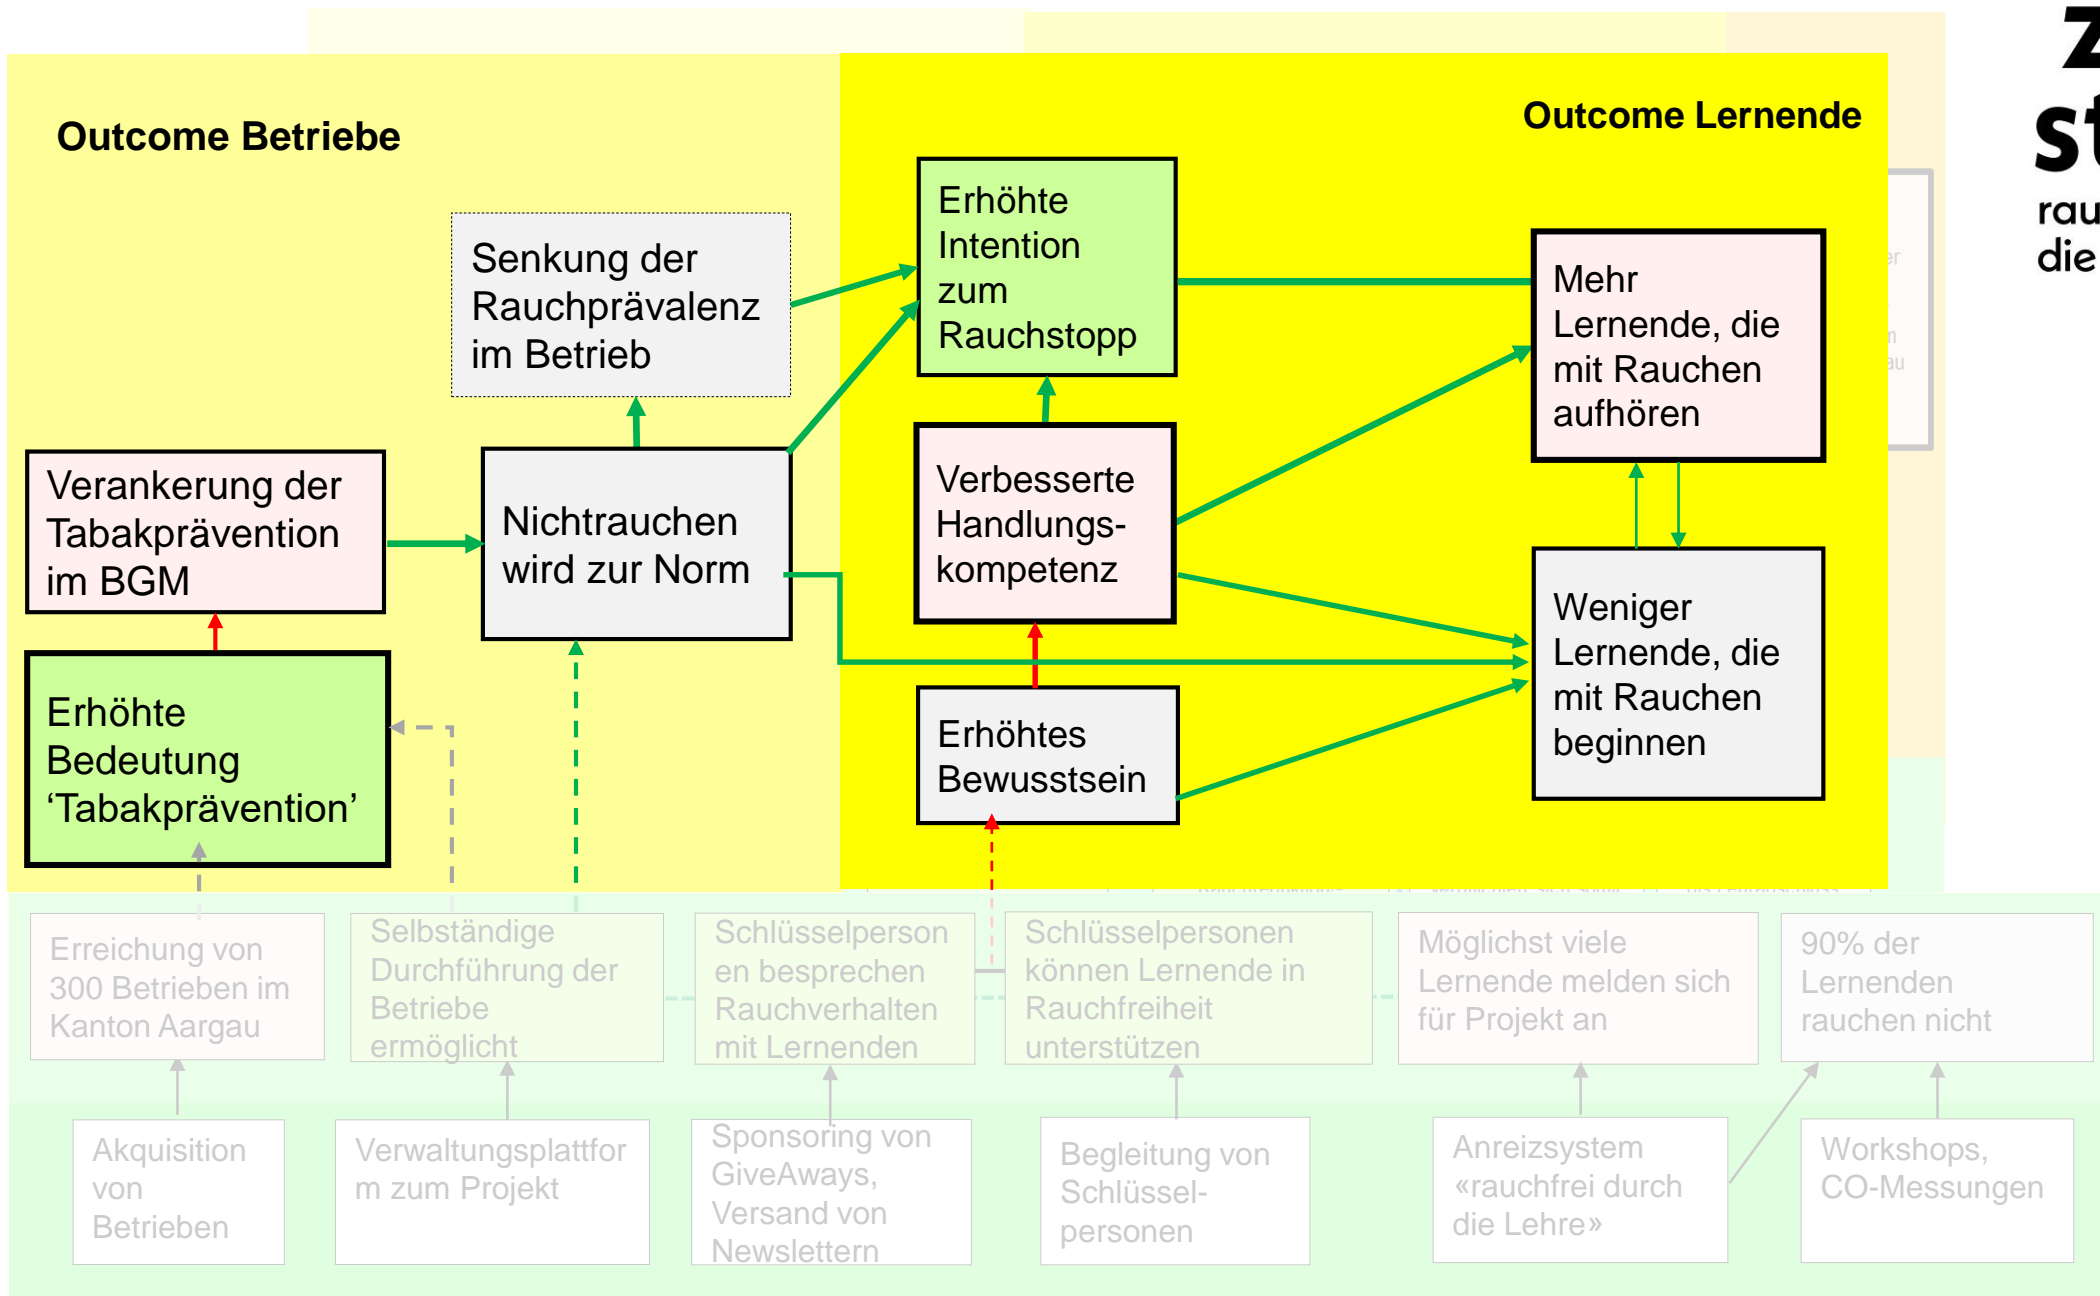 Outcome Betriebe
Outcome Lernende
Senkung der
Rauchprävalenz
im Betrieb
Erhöhte
Intention
zum
Rauchstopp
Mehr
Lernende, die
mit Rauchen
aufhören
Verankerung der
Tabakprävention
im BGM
Nichtrauchen
wird zur Norm
Verbesserte
Handlungs-
kompetenz
Weniger
Lernende, die
mit Rauchen
beginnen
Erhöhte
Bedeutung
‘Tabakprävention’
Erhöhtes
Bewusstsein
Erreichung von
300 Betrieben im
Kanton Aargau
Selbständige
Durchführung der
Betriebe
ermöglicht
Schlüsselperson
en besprechen
Rauchverhalten
mit Lernenden
Schlüsselpersonen
können Lernende in
Rauchfreiheit
unterstützen
Möglichst viele
Lernende melden sich
für Projekt an
90% der
Lernenden
rauchen nicht
Akquisition
von
Betrieben
Verwaltungsplattfor
m zum Projekt
Sponsoring von
GiveAways,
Versand von
Newslettern
Begleitung von
Schlüssel-
personen
Anreizsystem
«rauchfrei durch
die Lehre»
Workshops,
CO-Messungen
z
st
rau
die
er
n
au